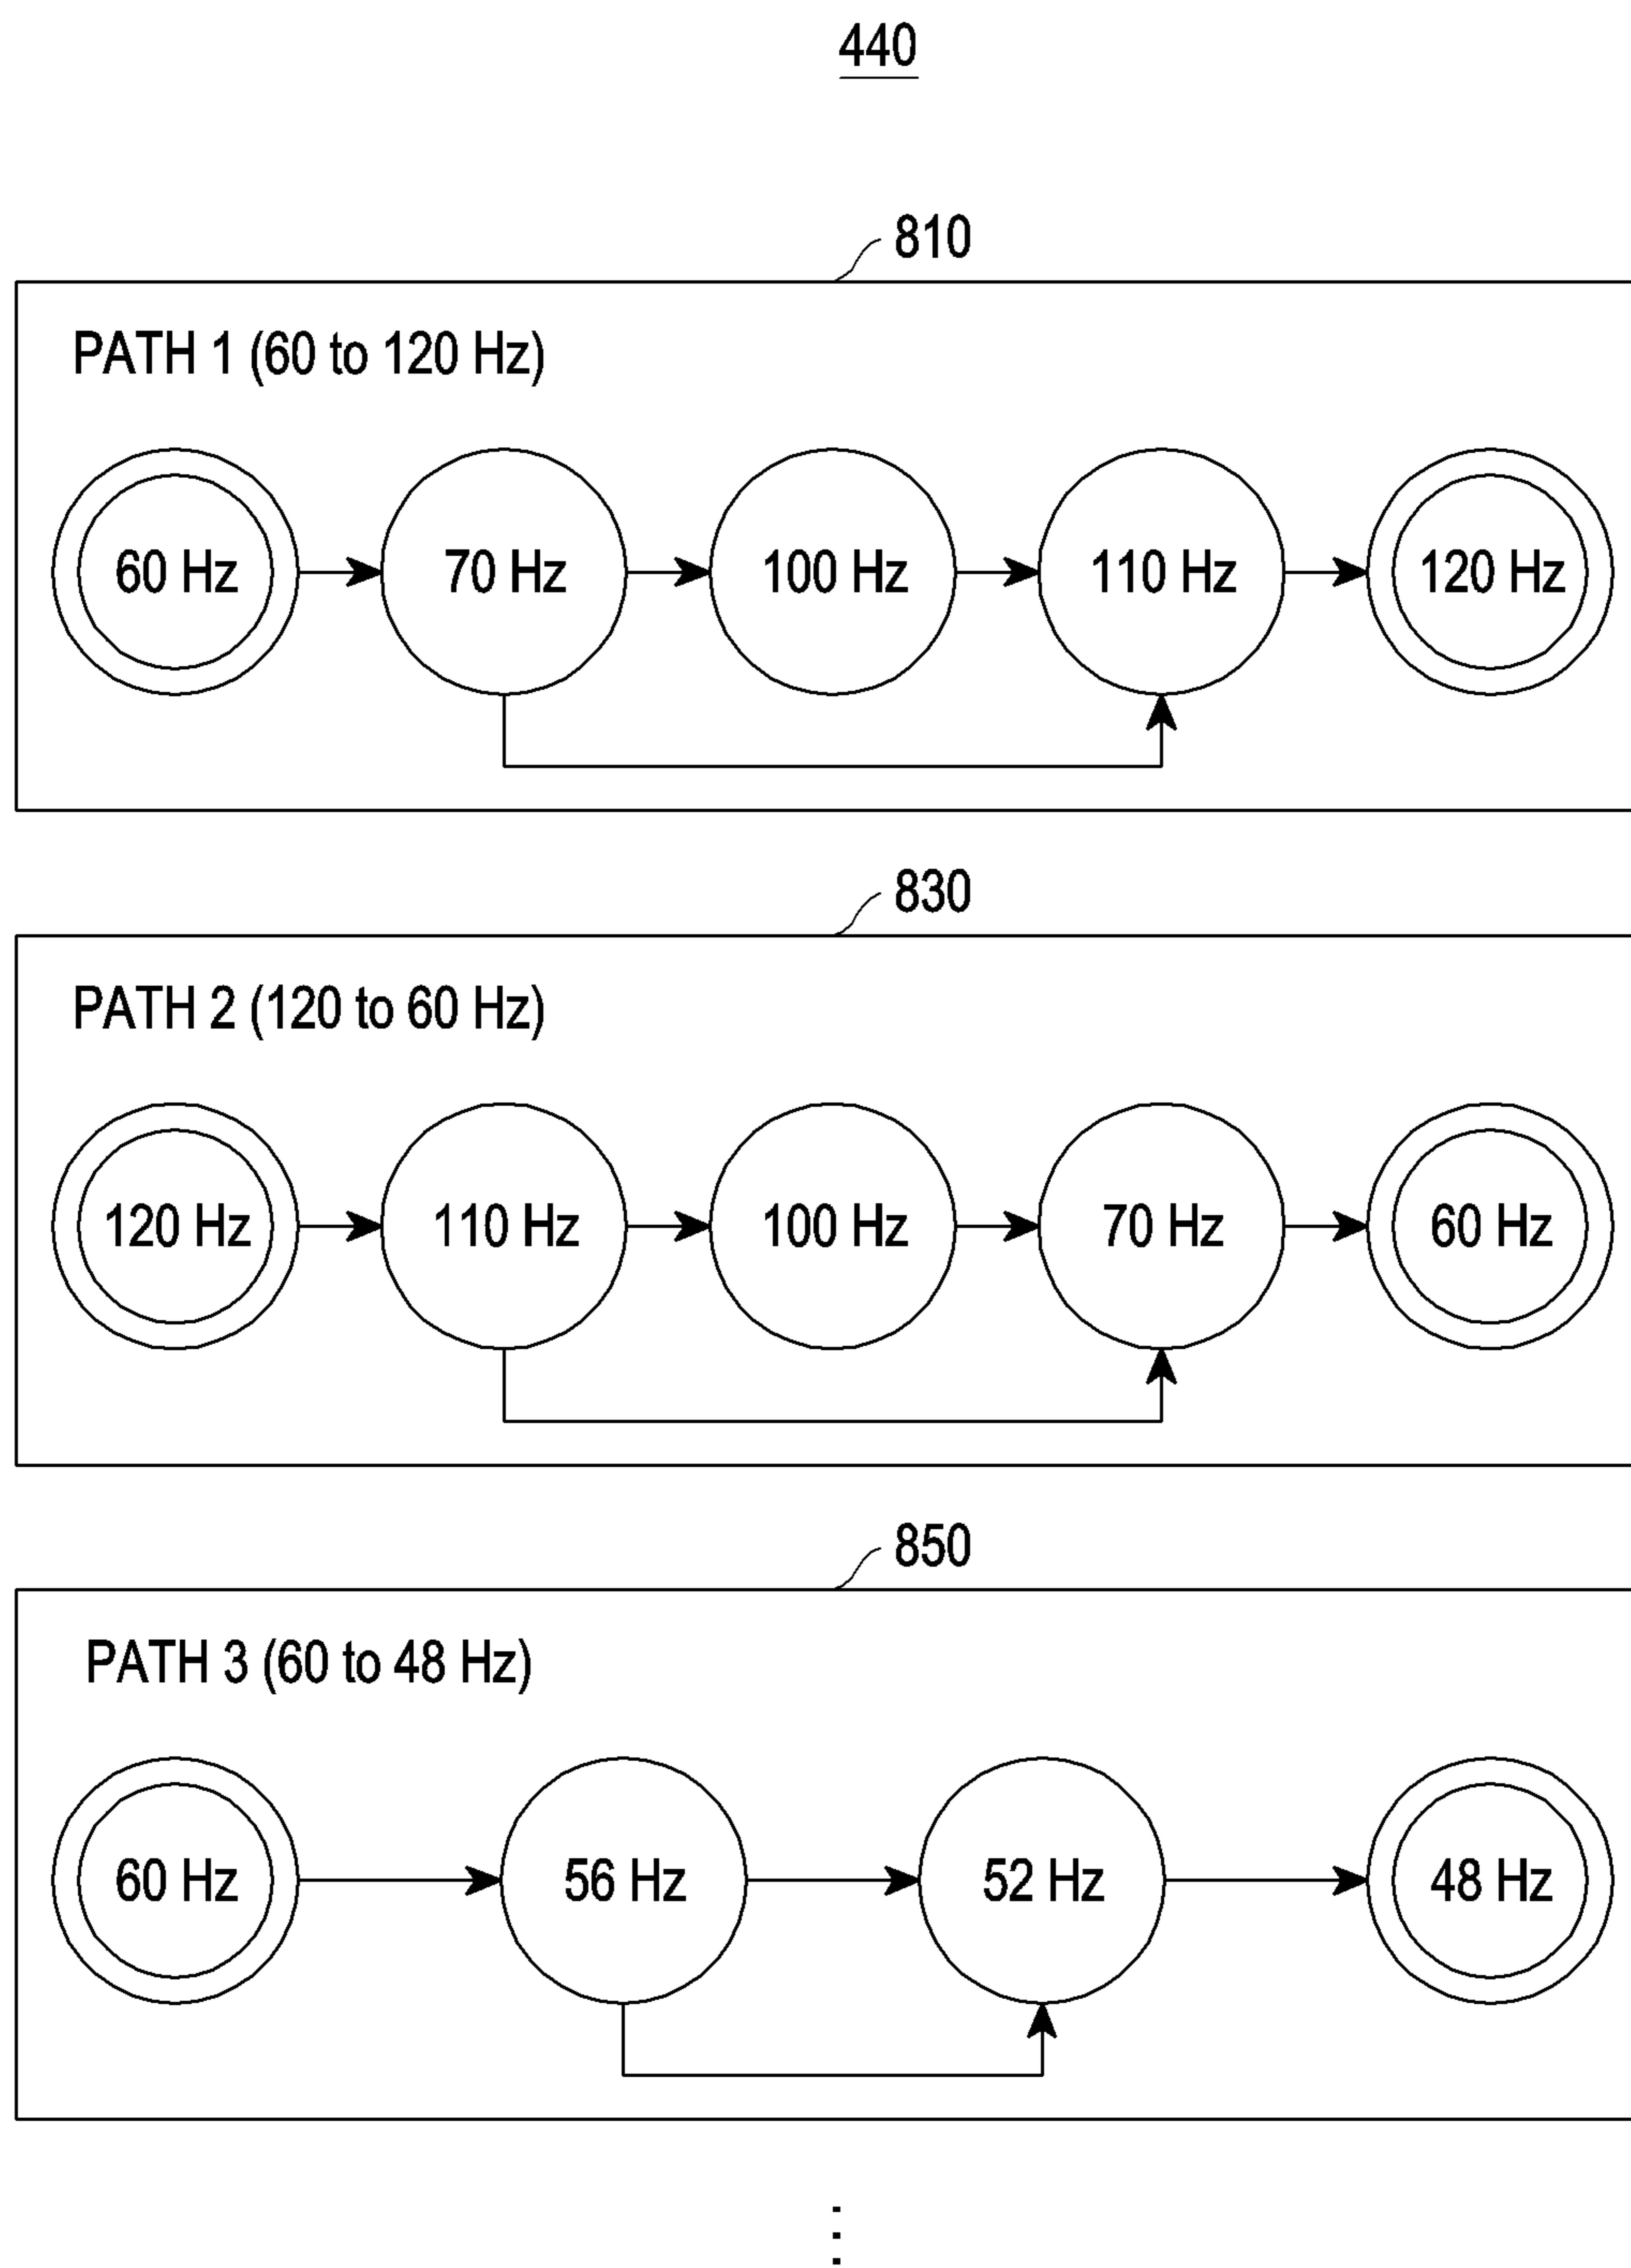 440
810
PATH 1 (60 to 120 Hz)
60 Hz
70 Hz
100 Hz
110 Hz
120 Hz
830
PATH 2 (120 to 60 Hz)
120 Hz
110 Hz
100 Hz
70 Hz
60 Hz
850
PATH 3 (60 to 48 Hz)
60 Hz
56 Hz
52 Hz
48 Hz